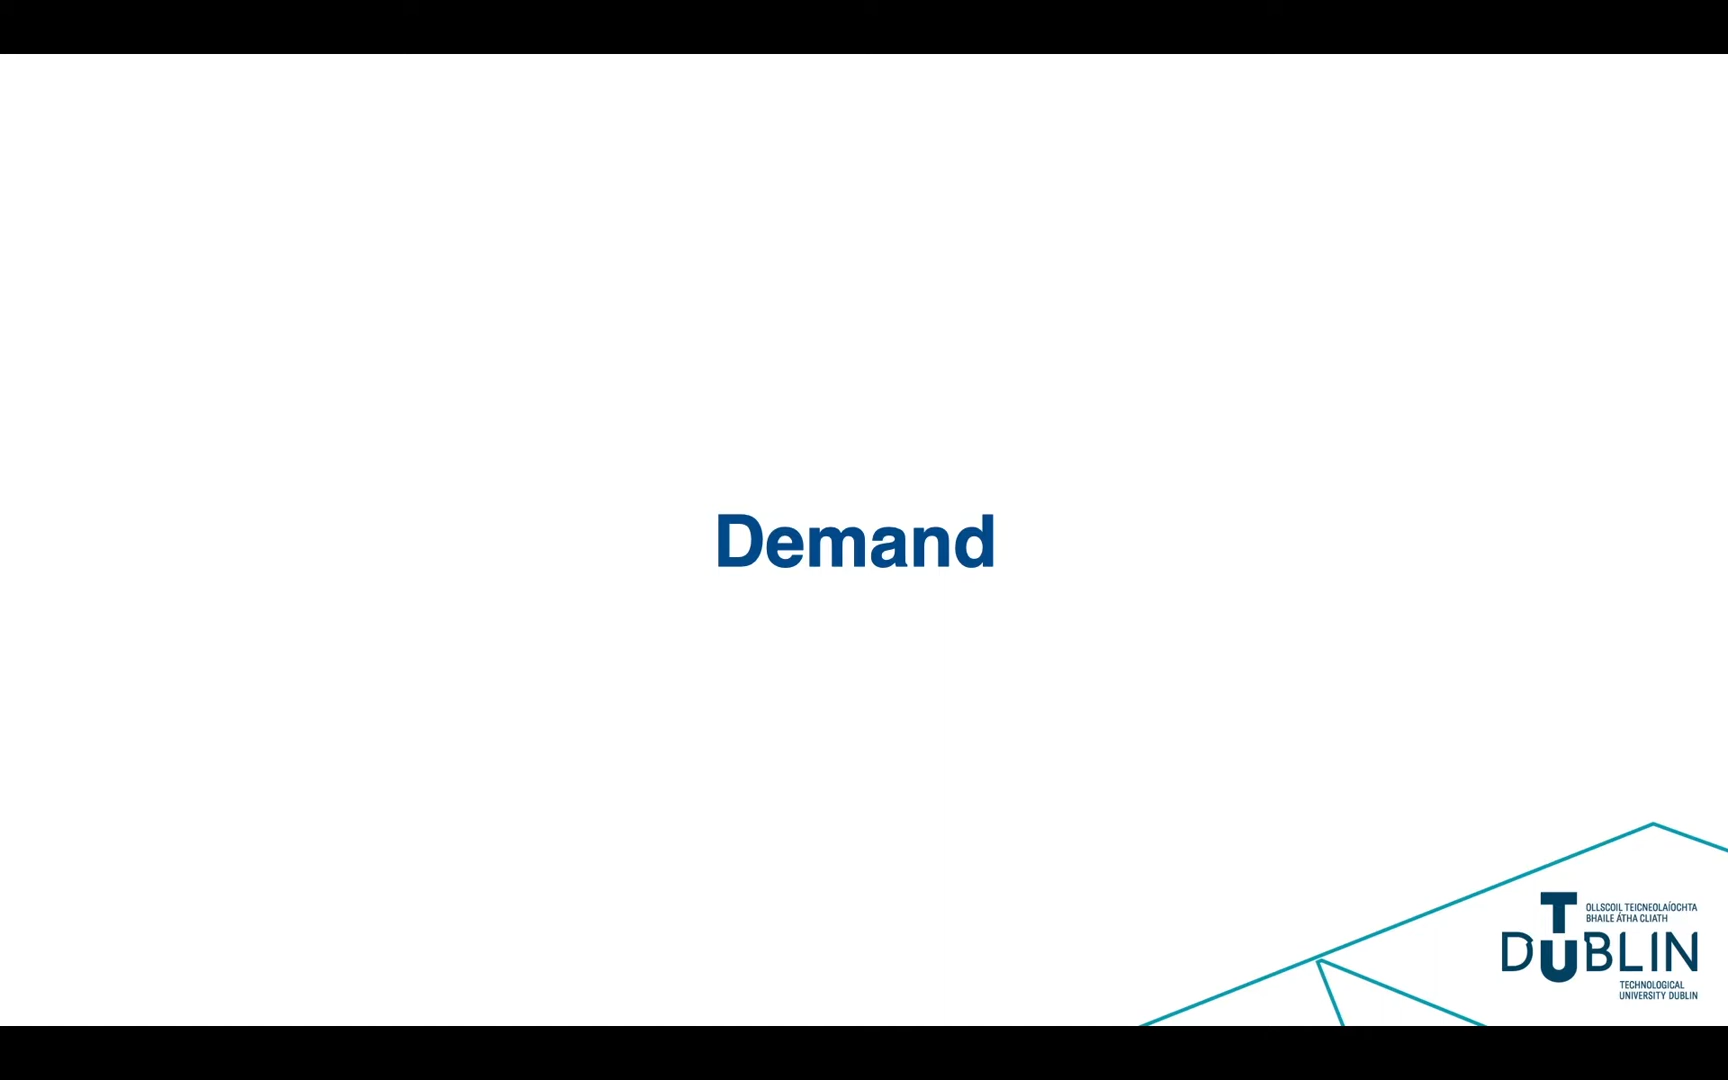 Demand
OLLSCOIL TEICNEOLAÍOCHTA
BHAILE ÁTHA CLIATH
TU DUBLIN
TECHNOLOGICAL
UNIVERSITY DUBLIN